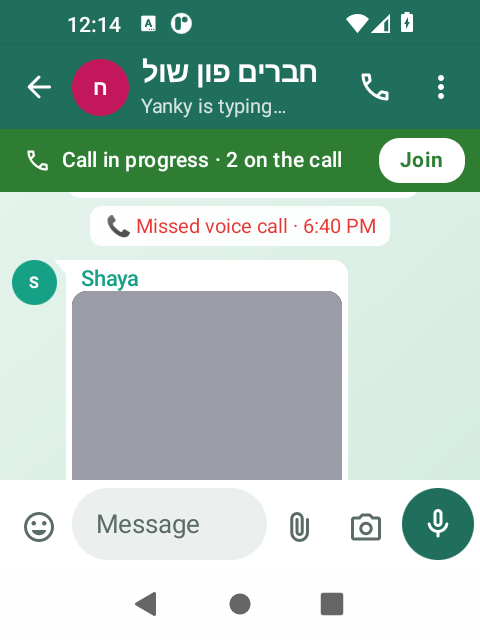 12:14 A
חברים פון שול
ח
Yanky is typing...
Call in progress · 2 on the call
Join
Missed voice call · 6:40 PM
S
Shaya
Message